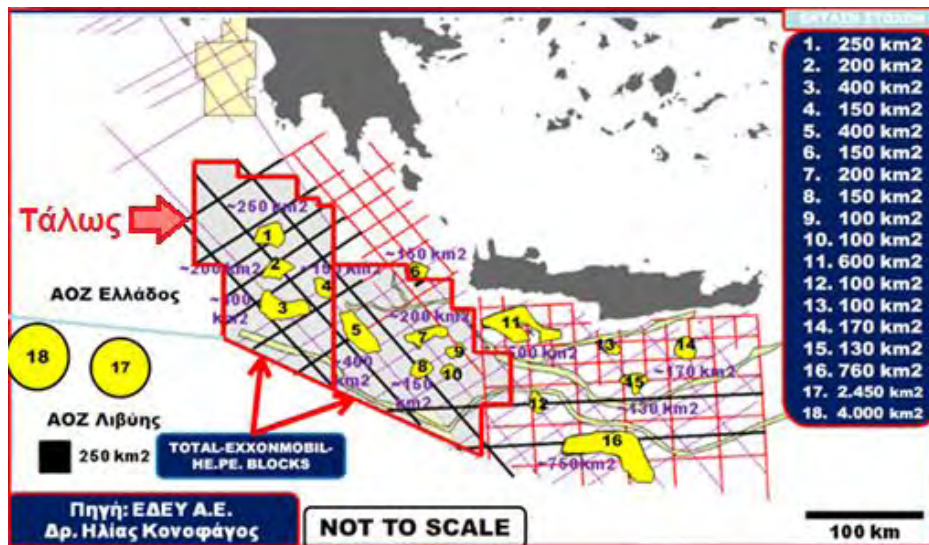 ΕΚΤΑΣΗ ΣΤΟΧΩΝ
1. 250 km2
2. 200 km2
3. 400 km2
4. 150 km2
5. 400 km2
6. 150 km2
7. 200 km2
8. 150 km2
9. 100 km2
10. 100 km2
11. 600 km2
12. 100 km2
13. 100 km2
14. 170 km2
15. 130 km2
16. 760 km2
17. 2.450 km2
18. 4.000 km2
Τάλως
~250 km2
1
~150 km2
6
~200 km2
2
4
ΑΟΖ Ελλάδος
3
km2
~200 km2
5
7
11
13
14
9
18
17
~400
km2
8
10
~170 km2
15
~150
km2
12
~130 km2
ΑΟΖ Λιβύης
16
250 km2
TOTAL-EXXONMOBIL-
HE.PE. BLOCKS
~750 km2
Πηγή: ΕΔΕΥ Α.Ε.
Δρ. Ηλίας Κονοφάγος
NOT TO SCALE
100 km